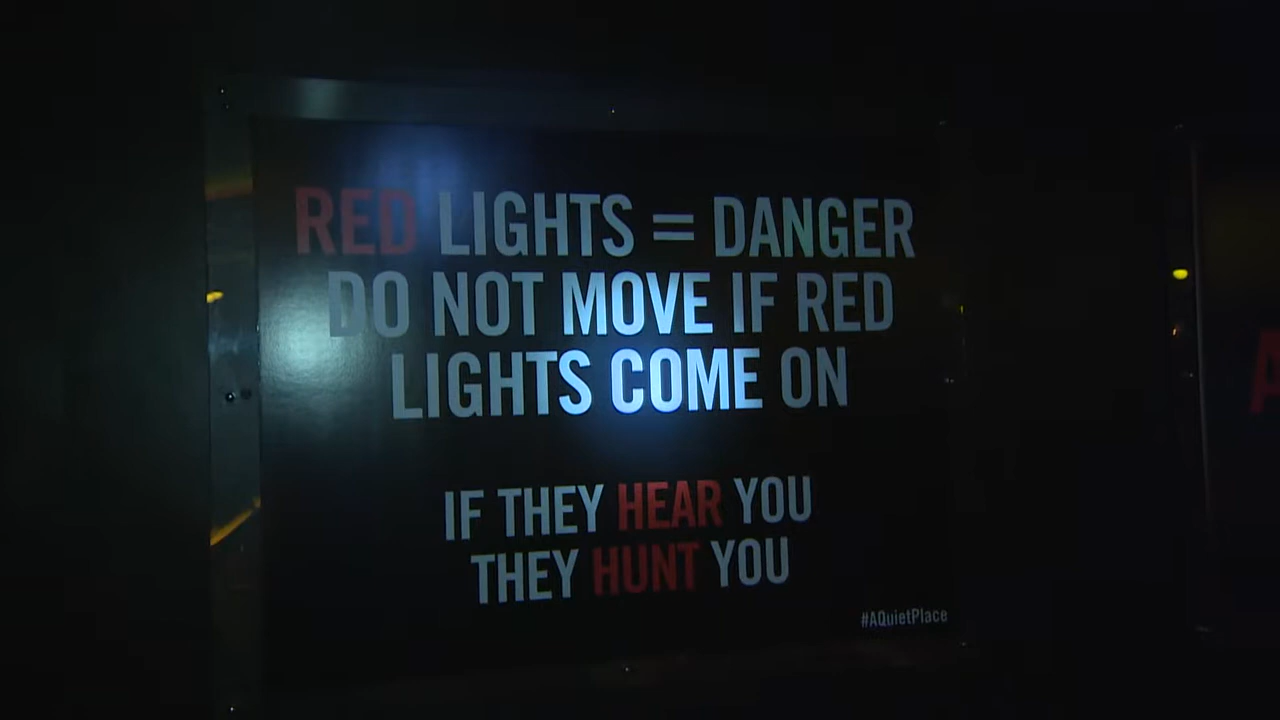 RED LIGHTS = DANGER
DO NOT MOVE IF RED
LIGHTS COME ON
IF THEY HEAR YOU
THEY HUNT YOU
#AQuietPlace